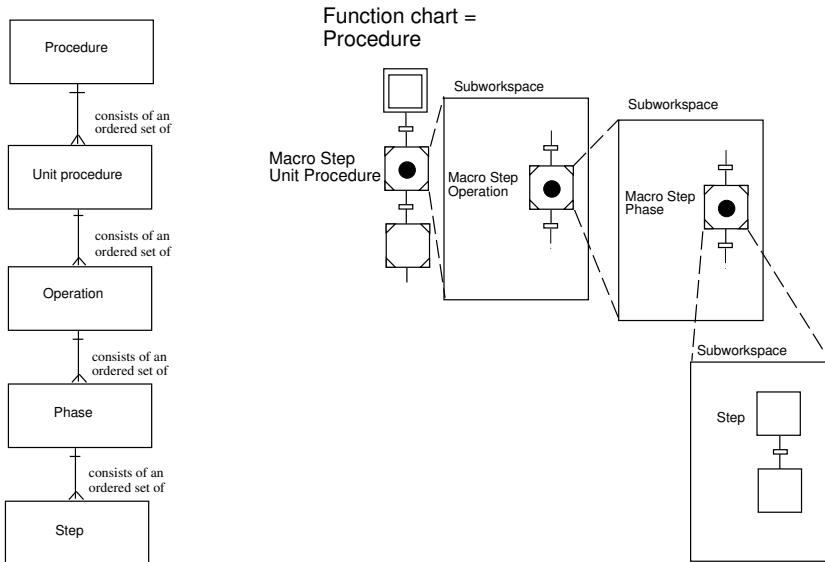 Procedure
consists of an
ordered set of
Unit procedure
consists of an
ordered set of
Operation
consists of an
ordered set of
Phase
consists of an
ordered set of
Step
Function chart =
Procedure
Macro Step
Unit Procedure
Subworkspace
Macro Step
Operation
Subworkspace
Macro Step
Phase
Subworkspace
Step